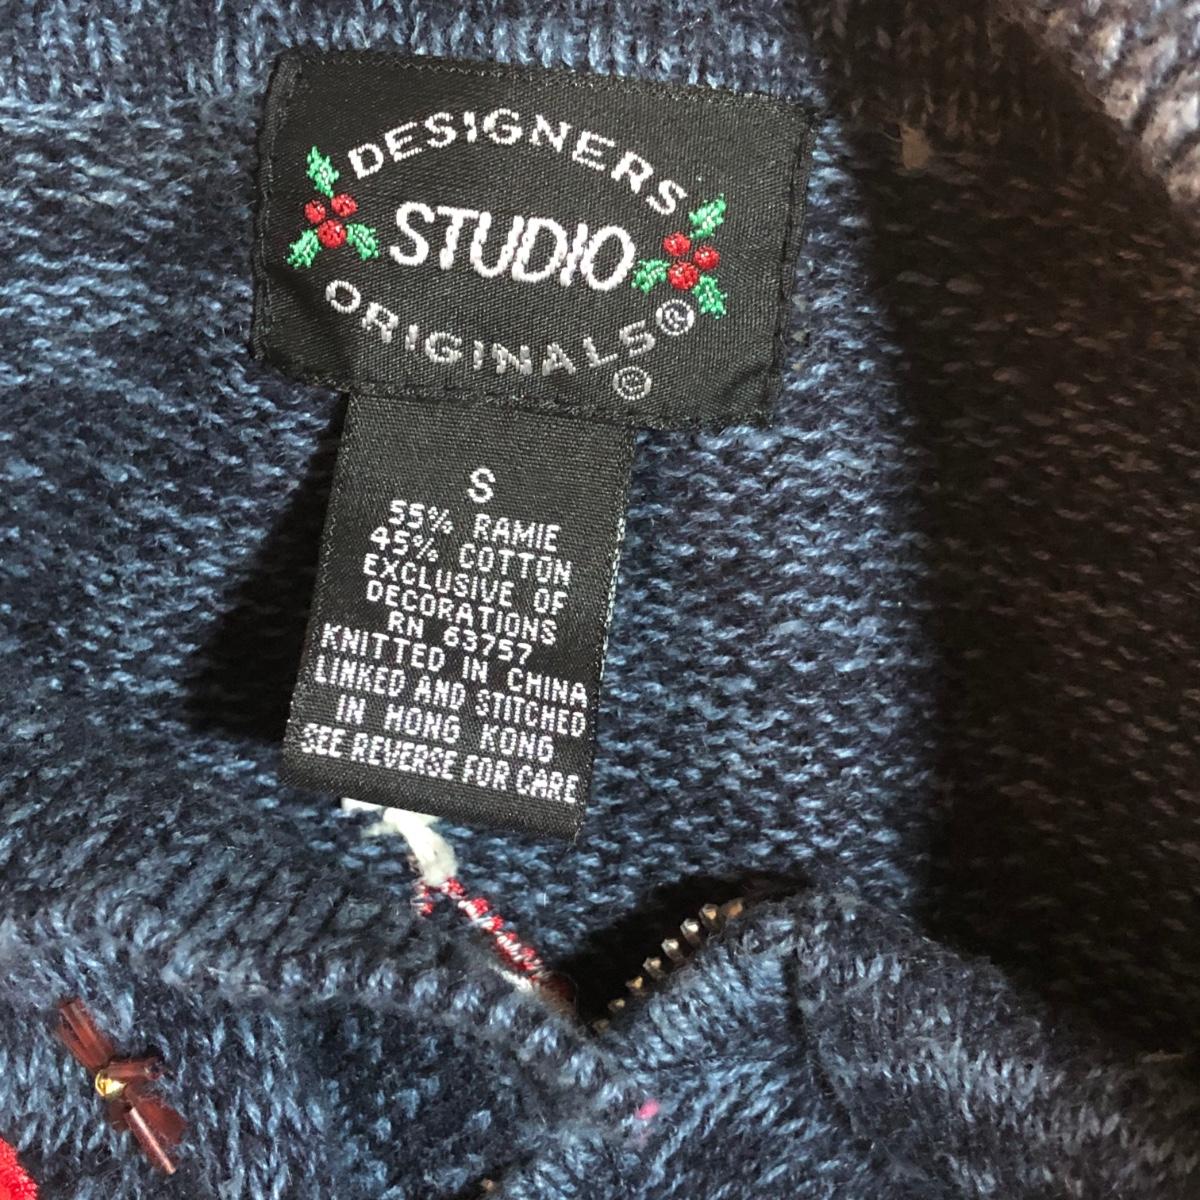 DESIGNERS
STUDIO
ORIGINALS®
®
S
55% RAMIE
45% COTTON
EXCLUSIVE OF
DECORATIONS
RN 63757
KNITTED IN CHINA
LINKED AND STITCHED
IN HONG KONG
SEE REVERSE FOR CARE